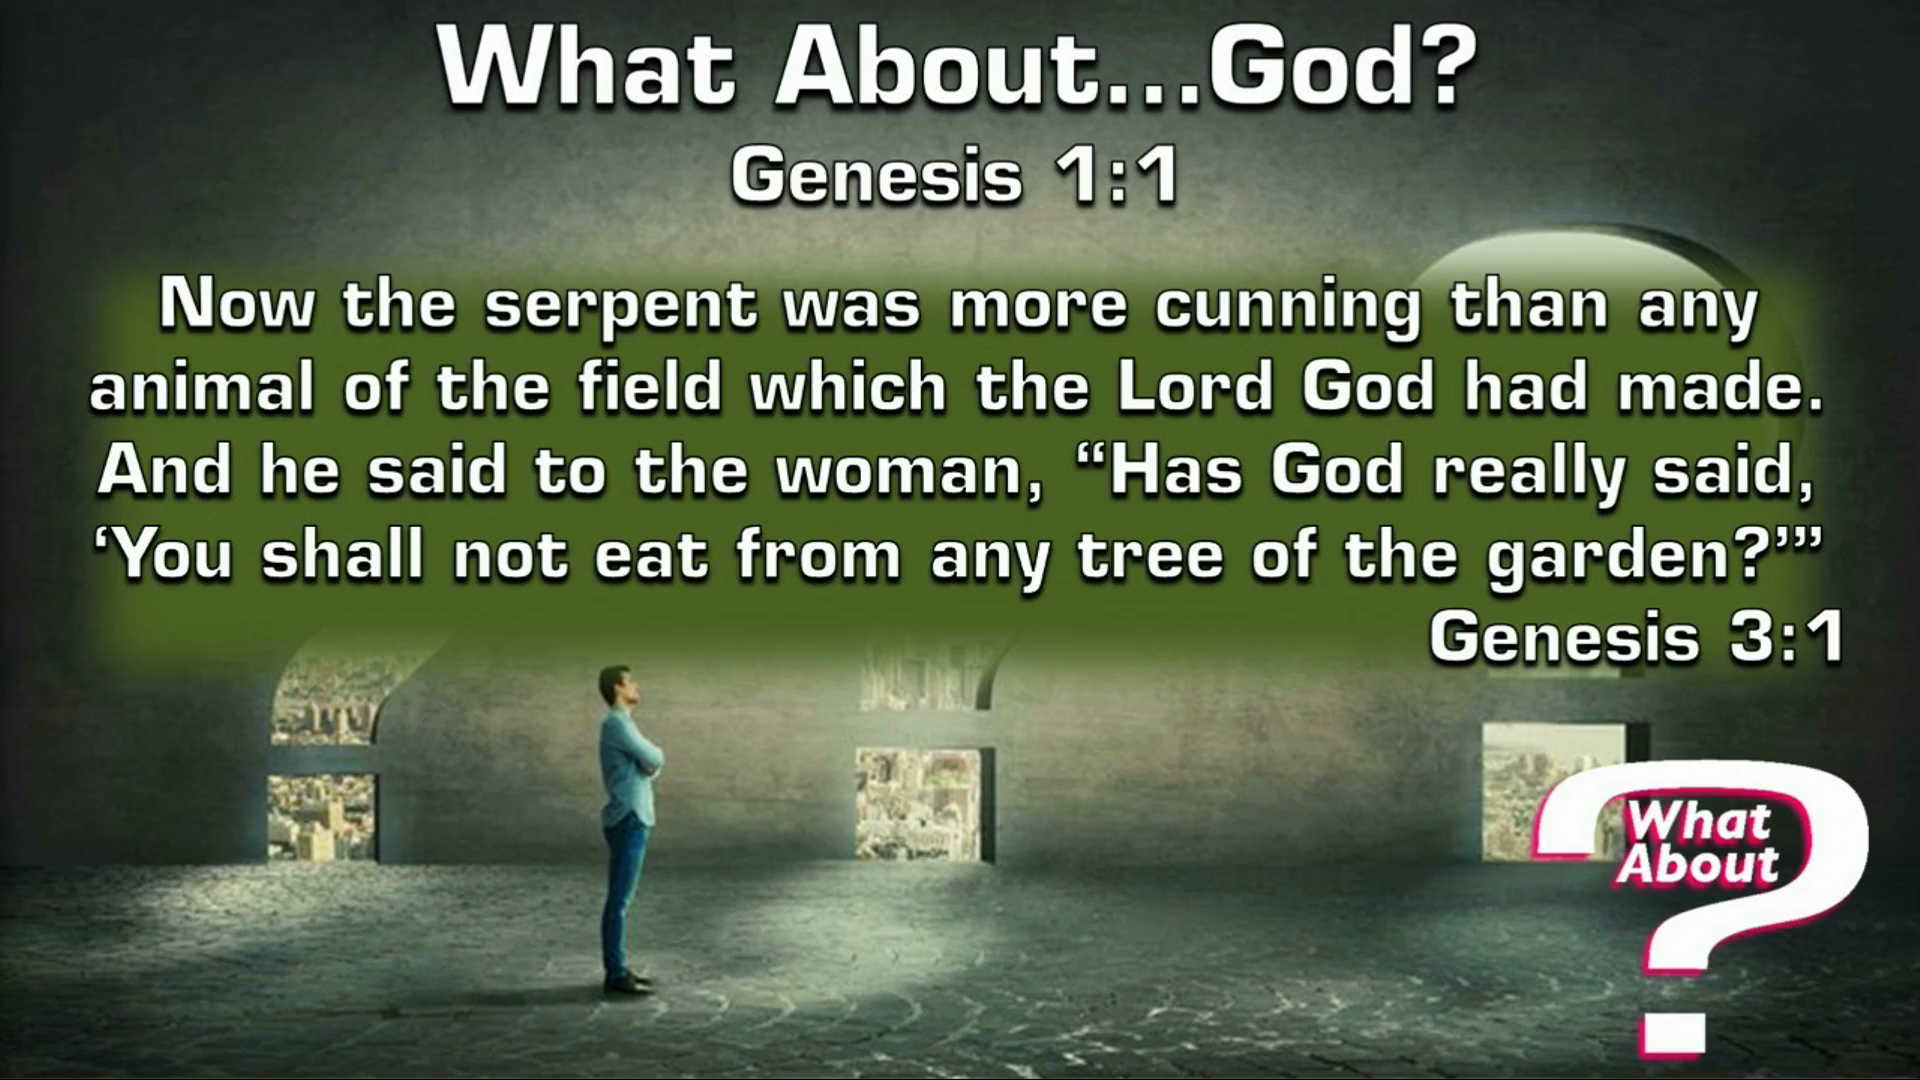 What About...God?
Genesis 1:1
Now the serpent was more cunning than any
animal of the field which the Lord God had made.
And he said to the woman, “Has God really said,
‘You shall not eat from any tree of the garden?’”
Genesis 3:1
What
About